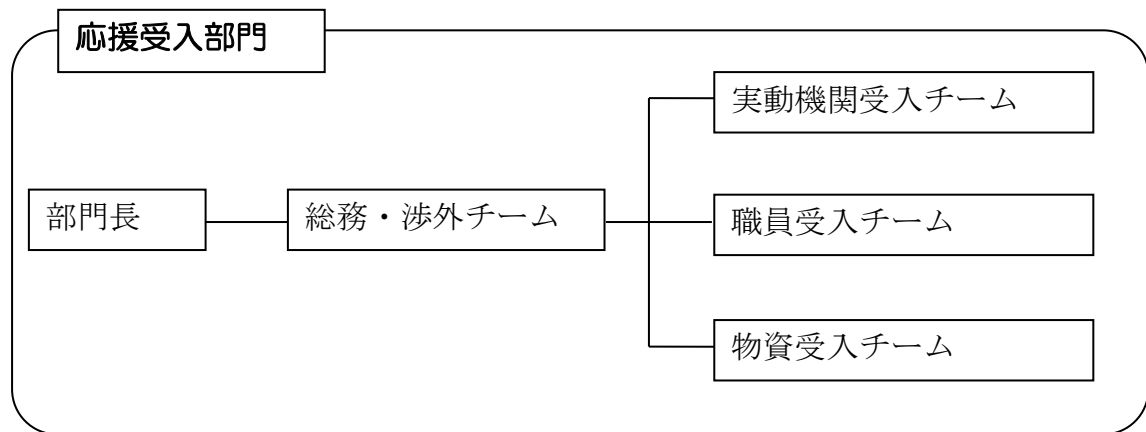 応援受入部門
実動機関受入チーム
部門長
総務・渉外チーム
職員受入チーム
物資受入チーム